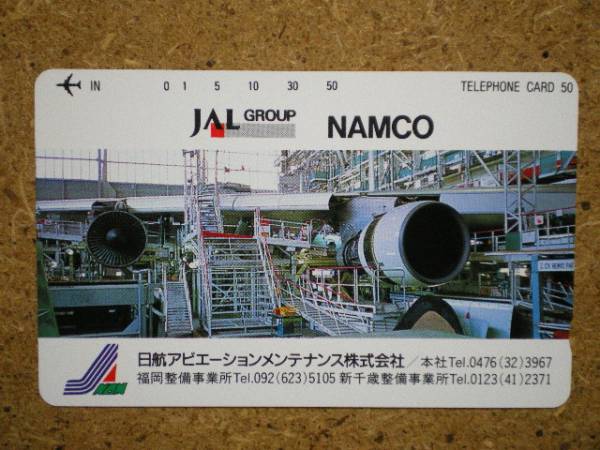 IN 0 1 5 10 30 50 TELEPHONE CARD 50
JAL GROUP NAMCO
日航アビエーションメンテナンス株式会社/本社Tel.0476(32)3967
福岡整備事業所Tel.092(623)5105 新千歳整備事業所Tel.0123(41)2371